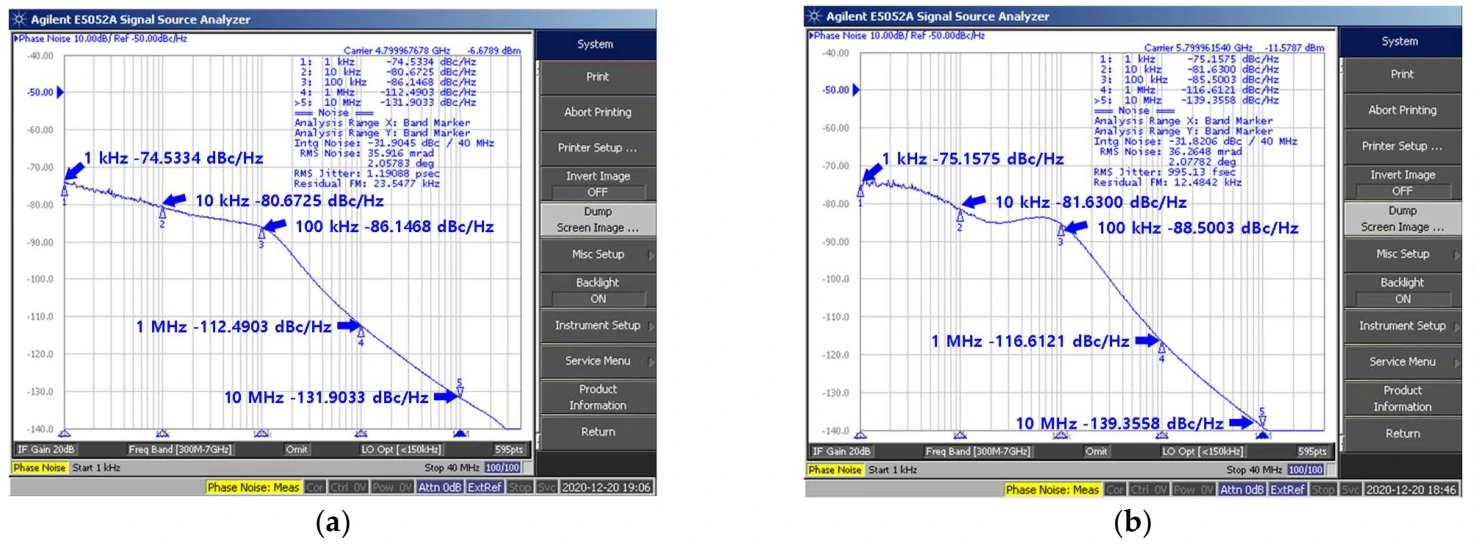 Agilent E5052A Signal Source Analyzer
▶Phase Noise 10.00dB/ Ref -50.00dBc/Hz
Carrier 4.799967678 GHz -6.6789 dBm
1: 1 kHz -74.5334 dBc/Hz
2: 10 kHz -80.6725 dBc/Hz
3: 100 kHz -86.1468 dBc/Hz
4: 1 MHz -112.4903 dBc/Hz
>5: 10 MHz -131.9033 dBc/Hz
=== Noise ===
Analysis Range X: Band Marker
Analysis Range Y: Band Marker
Intg Noise: -31.9045 dBc / 40 MHz
RMS Noise: 35.916 mrad
2.05783 deg
RMS Jitter: 1.19088 psec
Residual FM: 23.5477 kHz
-40.00
-50.00
-60.00
-70.00
-80.00
-90.00
-100.0
-110.0
-120.0
-130.0
-140.0
1 kHz -74.5334 dBc/Hz
10 kHz -80.6725 dBc/Hz
100 kHz -86.1468 dBc/Hz
1 MHz -112.4903 dBc/Hz
10 MHz -131.9033 dBc/Hz
1
2
3
4
5
System
Print
Abort Printing
Printer Setup ...
Invert Image
OFF
Dump
Screen Image ...
Misc Setup
Backlight
ON
Instrument Setup
Service Menu
Product
Information
Return
IF Gain 20dB Freq Band [300M-7GHz] Omit LO Opt [<150kHz] 595pts
Phase Noise Start 1 kHz Stop 40 MHz 100/100
Phase Noise: Meas Cor Ctrl 0V Pow 0V Attn 0dB ExtRef Stop Svc 2020-12-20 19:06
(a)
Agilent E5052A Signal Source Analyzer
▶Phase Noise 10.00dB/ Ref -50.00dBc/Hz
Carrier 5.799961540 GHz -11.5787 dBm
1: 1 kHz -75.1575 dBc/Hz
2: 10 kHz -81.6300 dBc/Hz
3: 100 kHz -85.5003 dBc/Hz
4: 1 MHz -116.6121 dBc/Hz
>5: 10 MHz -139.3558 dBc/Hz
=== Noise ===
Analysis Range X: Band Marker
Analysis Range Y: Band Marker
Intg Noise: -31.8206 dBc / 40 MHz
RMS Noise: 36.2648 mrad
2.07782 deg
RMS Jitter: 995.13 fsec
Residual FM: 12.4842 kHz
-40.00
-50.00
-60.00
-70.00
-80.00
-90.00
-100.0
-110.0
-120.0
-130.0
-140.0
1 kHz -75.1575 dBc/Hz
10 kHz -81.6300 dBc/Hz
100 kHz -88.5003 dBc/Hz
1 MHz -116.6121 dBc/Hz
10 MHz -139.3558 dBc/Hz
1
2
3
4
5
System
Print
Abort Printing
Printer Setup ...
Invert Image
OFF
Dump
Screen Image ...
Misc Setup
Backlight
ON
Instrument Setup
Service Menu
Product
Information
Return
IF Gain 20dB Freq Band [300M-7GHz] Omit LO Opt [<150kHz] 595pts
Phase Noise Start 1 kHz Stop 40 MHz 100/100
Phase Noise: Meas Cor Ctrl 0V Pow 0V Attn 0dB ExtRef Stop Svc 2020-12-20 18:46
(b)